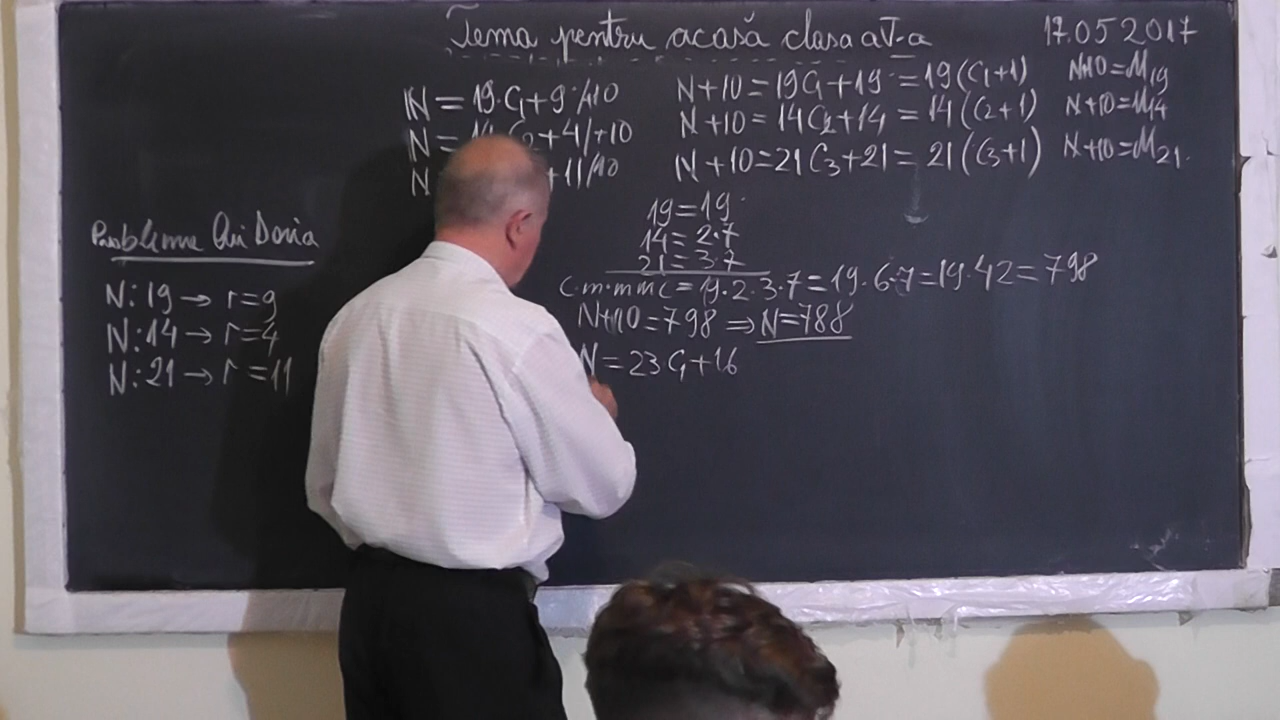 Tema pentru acasă clasa a V-a
17.05 2017
N = 19·C₁+9 /+10
N+10=19C₁+19=19(C₁+1)
N+10=M₁₉
N = 14 C₂+4/+10
N+10=14C₂+14=14(C₂+1)
N+10=M₁₄
N +11/+10
N+10=21C₃+21=21(C₃+1)
N+10=M₂₁.
19=19
14=2·7
21=3·7
c.m.m.m.c=19·2·3·7=19·6·7=19·42=798
N+10=798⇒N=788
N=23C₁+16
Problema lui Doria
N:19→r=9
N:14→r=4
N:21→r=11